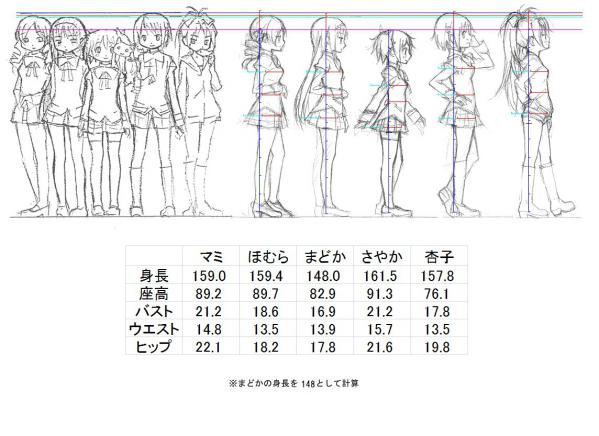 マミ ほむら まどか さやか 杏子
身長 159.0 159.4 148.0 161.5 157.8
座高 89.2 89.7 82.9 91.3 76.1
バスト 21.2 18.6 16.9 21.2 17.8
ウエスト 14.8 13.5 13.9 15.7 13.5
ヒップ 22.1 18.2 17.8 21.6 19.8
※まどかの身長を148として計算